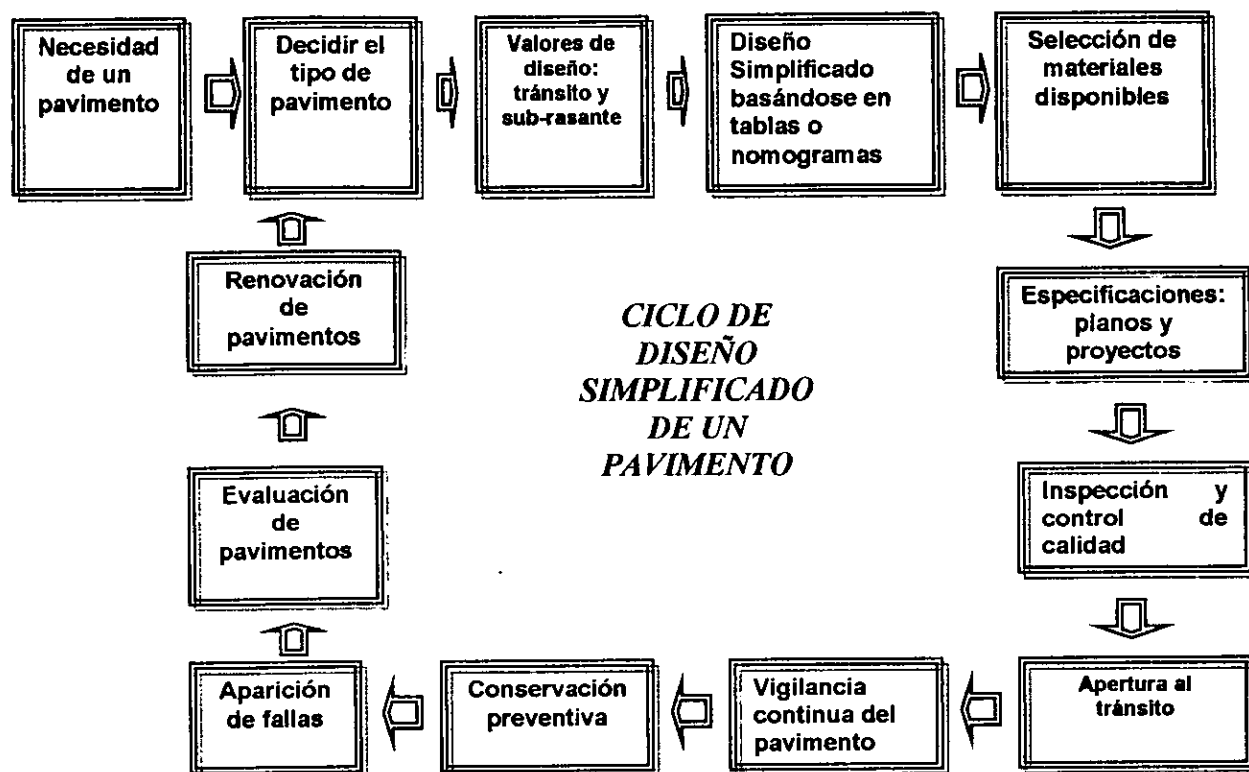 Necesidad
de un
pavimento
Decidir el
tipo de
pavimento
Valores de
diseño:
tránsito y
sub-rasante
Diseño
Simplificado
basándose en
tablas o
nomogramas
Selección de
materiales
disponibles
Especificaciones:
planos y
proyectos
Inspección y
control de
calidad
Apertura al
tránsito
Vigilancia
continua del
pavimento
Conservación
preventiva
Aparición
de fallas
Evaluación
de
pavimentos
Renovación
de
pavimentos
CICLO DE
DISEÑO
SIMPLIFICADO
DE UN
PAVIMENTO